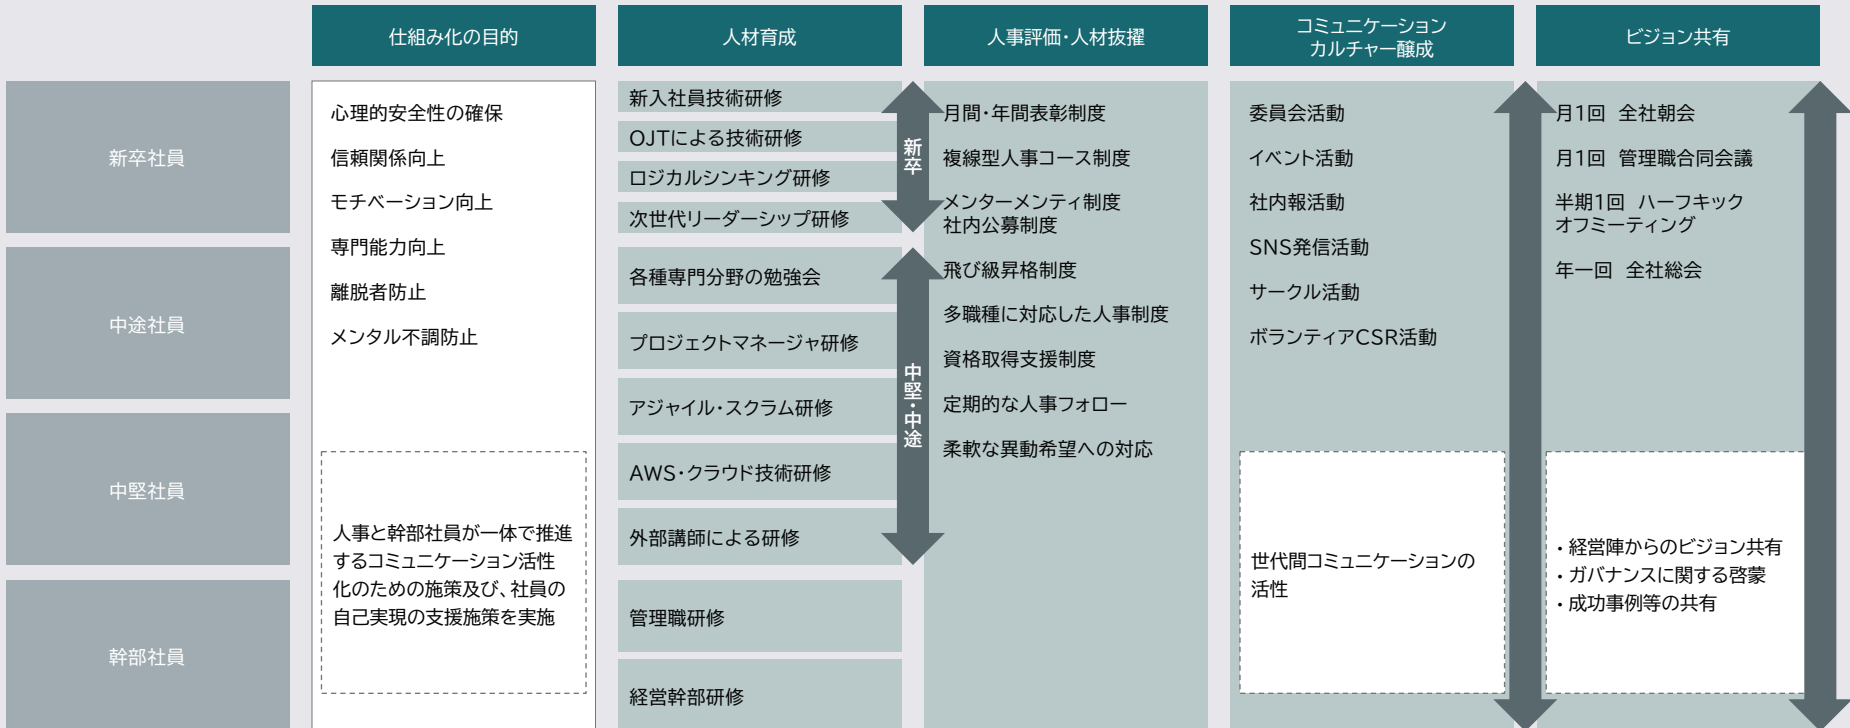 仕組み化の目的
人材育成
人事評価・人材抜擢
コミュニケーション
カルチャー醸成
ビジョン共有
新卒社員
中途社員
中堅社員
幹部社員
心理的安全性の確保
信頼関係向上
モチベーション向上
専門能力向上
離脱者防止
メンタル不調防止
人事と幹部社員が一体で推進
するコミュニケーション活性
化のための施策及び、社員の
自己実現の支援施策を実施
新入社員技術研修
OJTによる技術研修
ロジカルシンキング研修
次世代リーダーシップ研修
各種専門分野の勉強会
プロジェクトマネージャ研修
アジャイル・スクラム研修
AWS・クラウド技術研修
外部講師による研修
管理職研修
経営幹部研修
新卒
中堅・中途
月間・年間表彰制度
複線型人事コース制度
メンターメンティ制度
社内公募制度
飛び級昇格制度
多職種に対応した人事制度
資格取得支援制度
定期的な人事フォロー
柔軟な異動希望への対応
委員会活動
イベント活動
社内報活動
SNS発信活動
サークル活動
ボランティアCSR活動
世代間コミュニケーションの
活性
月1回 全社朝会
月1回 管理職合同会議
半期1回 ハーフキック
オフミーティング
年一回 全社総会
・経営陣からのビジョン共有
・ガバナンスに関する啓蒙
・成功事例等の共有